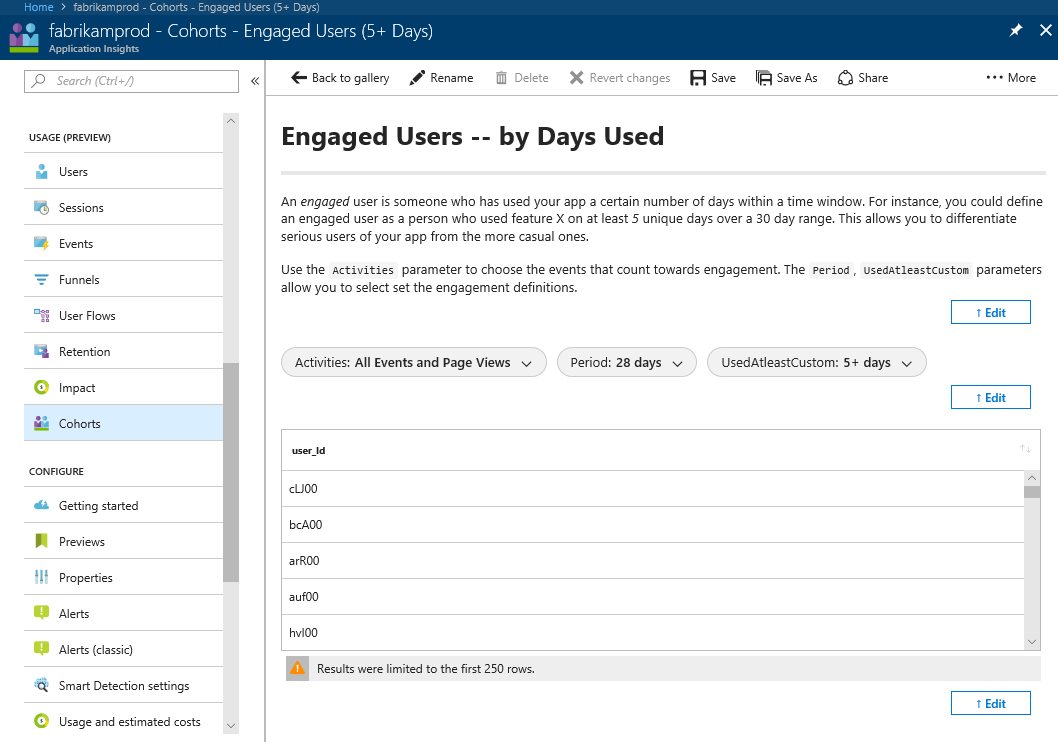 Home > fabrikamprod - Cohorts - Engaged Users (5+ Days)
fabrikamprod - Cohorts - Engaged Users (5+ Days)
Application Insights
Search (Ctrl+/)
«
Back to gallery
Rename
Delete
Revert changes
Save
Save As
Share
More
USAGE (PREVIEW)
Users
Sessions
Events
Funnels
User Flows
Retention
Impact
Cohorts
CONFIGURE
Getting started
Previews
Properties
Alerts
Alerts (classic)
Smart Detection settings
Usage and estimated costs
Engaged Users -- by Days Used
An engaged user is someone who has used your app a certain number of days within a time window. For instance, you could define
an engaged user as a person who used feature X on at least 5 unique days over a 30 day range. This allows you to differentiate
serious users of your app from the more casual ones.
Use the Activities parameter to choose the events that count towards engagement. The Period, UsedAtleastCustom parameters
allow you to select set the engagement definitions.
↑ Edit
Activities: All Events and Page Views
Period: 28 days
UsedAtleastCustom: 5+ days
↑ Edit
user_Id
cLJ00
bcA00
arR00
auf00
hvI00
Results were limited to the first 250 rows.
↑ Edit